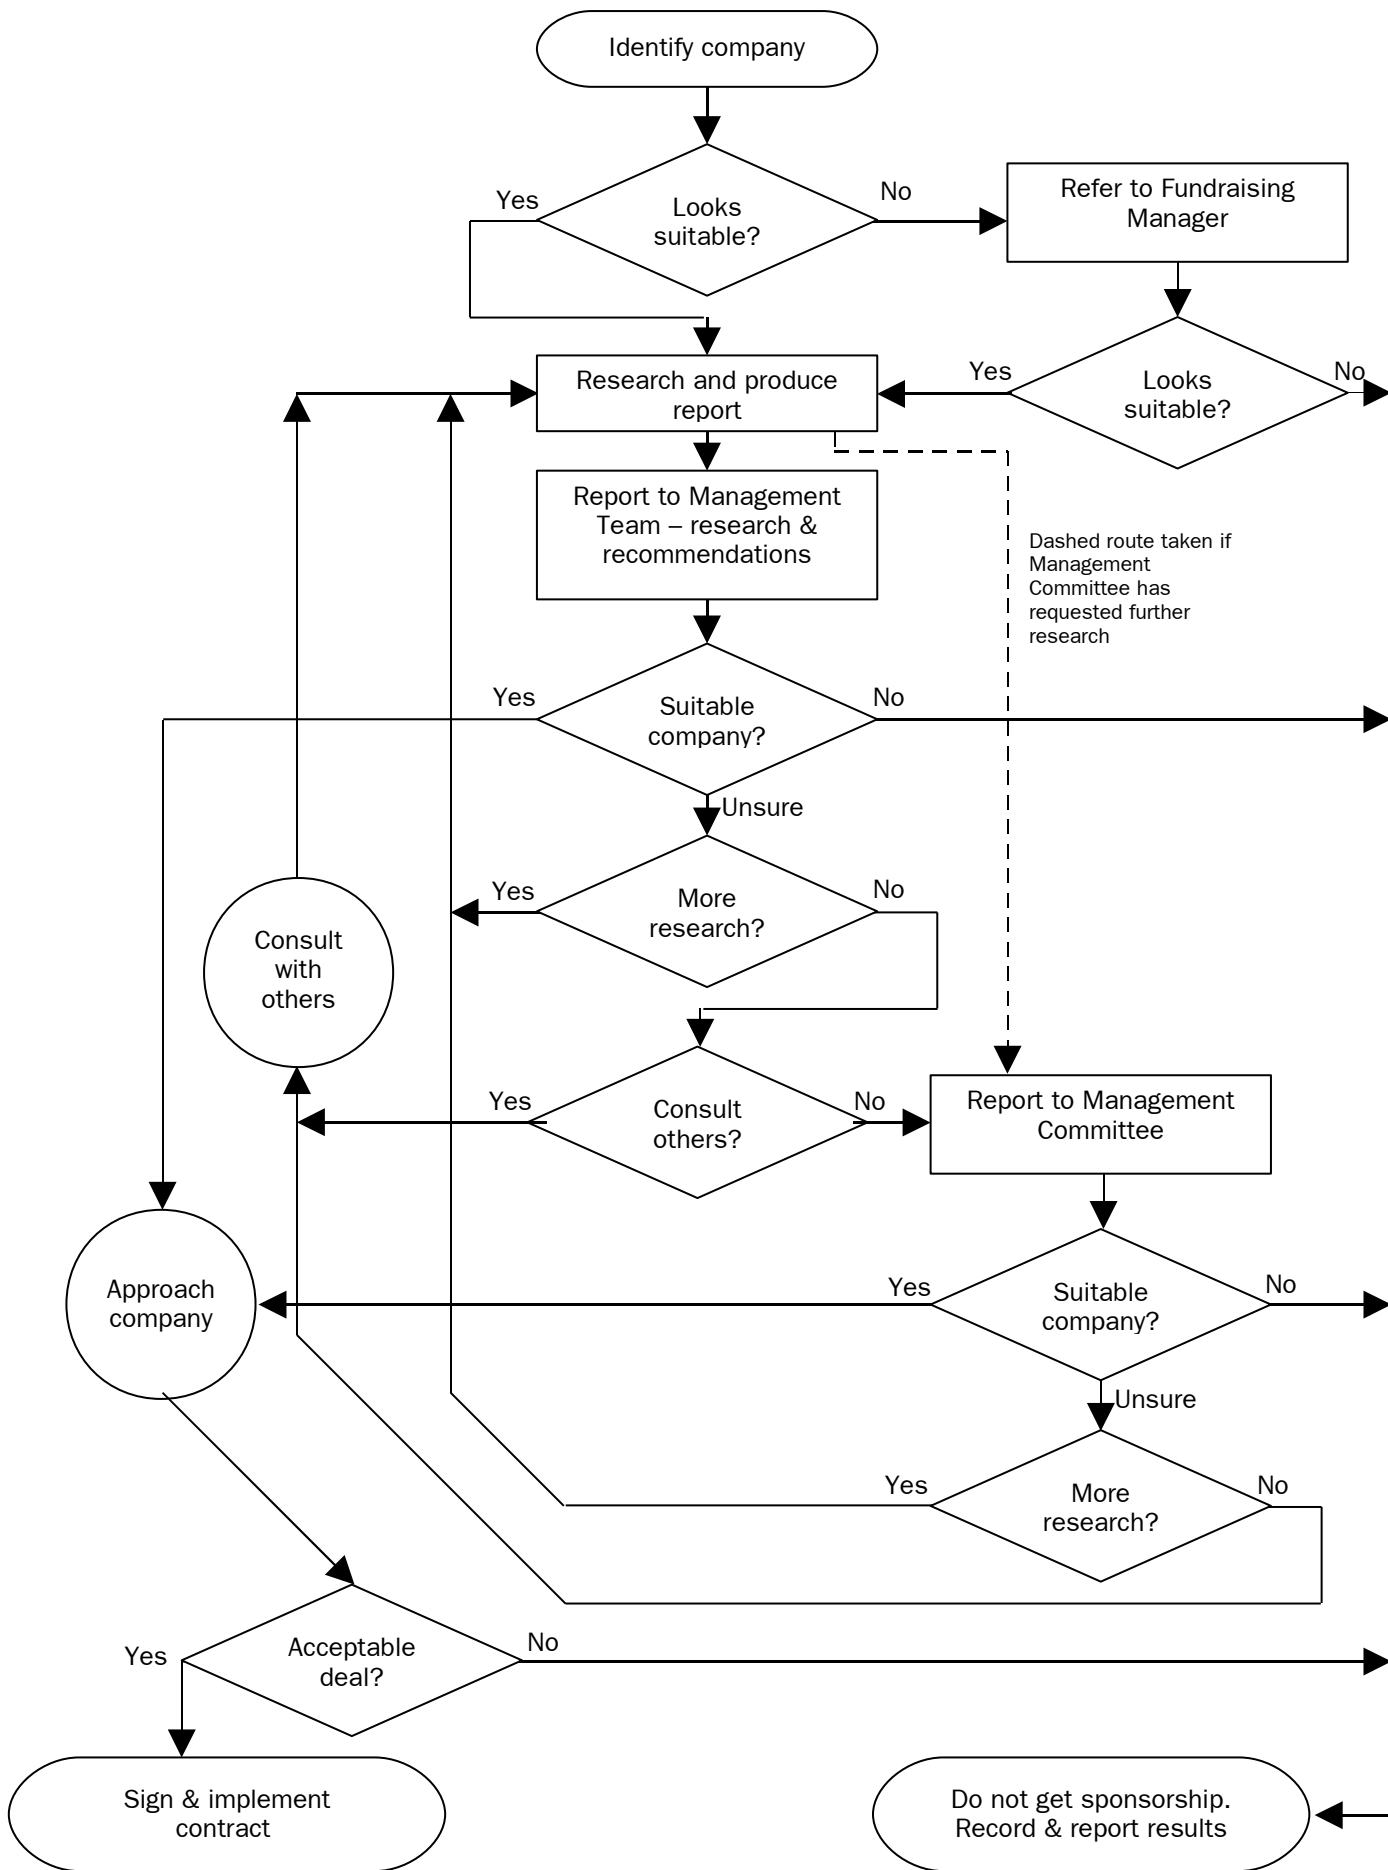 Identify company
Yes
Looks
suitable?
No
Refer to Fundraising
Manager
Research and produce
report
Yes
Looks
suitable?
No
Report to Management
Team – research &
recommendations
Dashed route taken if
Management
Committee has
requested further
research
Yes
Suitable
company?
No
Unsure
Yes
More
research?
No
Consult
with
others
Yes
Consult
others?
No
Report to Management
Committee
Approach
company
Yes
Suitable
company?
No
Unsure
Yes
More
research?
No
Yes
Acceptable
deal?
No
Sign & implement
contract
Do not get sponsorship.
Record & report results